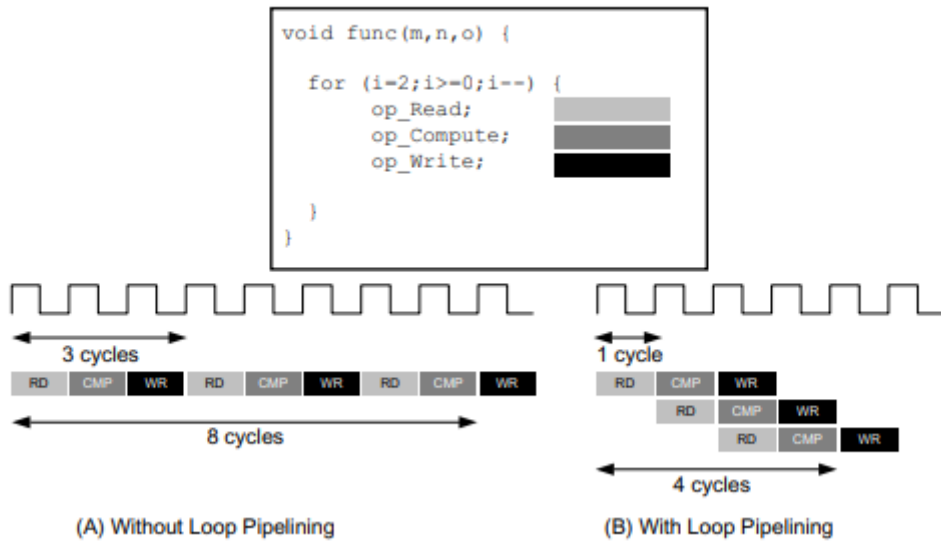 void func(m,n,o) {
for (i=2;i>=0;i--) {
op_Read;
op_Compute;
op_Write;
}
}
3 cycles
RD CMP WR RD CMP WR RD CMP WR
8 cycles
(A) Without Loop Pipelining
1 cycle
RD CMP WR
RD CMP WR
RD CMP WR
4 cycles
(B) With Loop Pipelining